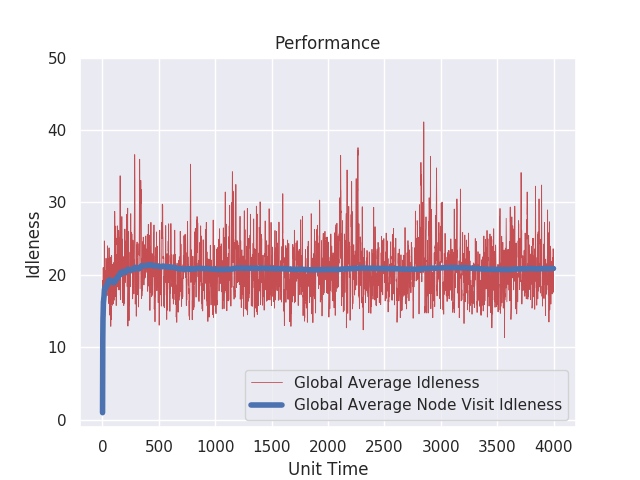 Performance
50
40
30
20
10
0
Idleness
0 500 1000 1500 2000 2500 3000 3500 4000
Unit Time
Global Average Idleness
Global Average Node Visit Idleness